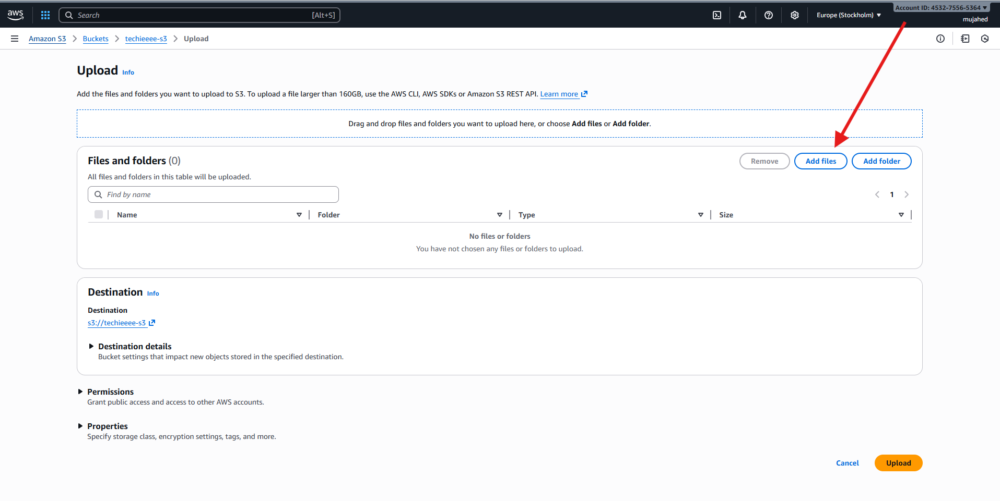 aws
Search [Alt+S]
Europe (Stockholm)
Account ID: 4532-7556-5364
mujahed
Amazon S3 Buckets techieeee-s3 Upload
Upload Info
Add the files and folders you want to upload to S3. To upload a file larger than 160GB, use the AWS CLI, AWS SDKs or Amazon S3 REST API. Learn more
Drag and drop files and folders you want to upload here, or choose Add files or Add folder.
Files and folders (0)
Remove Add files Add folder
All files and folders in this table will be uploaded.
Find by name
1
Name Folder Type Size
No files or folders
You have not chosen any files or folders to upload.
Destination Info
Destination
s3://techieeee-s3
Destination details
Bucket settings that impact new objects stored in the specified destination.
Permissions
Grant public access and access to other AWS accounts.
Properties
Specify storage class, encryption settings, tags, and more.
Cancel Upload